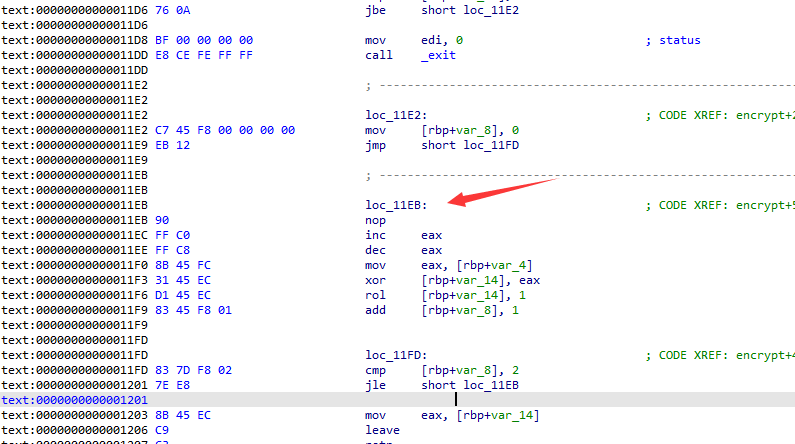 text:00000000000011D6 76 0A jbe short loc_11E2
text:00000000000011D6
text:00000000000011D8 BF 00 00 00 00 mov edi, 0 ; status
text:00000000000011DD E8 CE FE FF FF call _exit
text:00000000000011DD
text:00000000000011E2 ; ---------------------------------------------------------------------------
text:00000000000011E2
text:00000000000011E2 loc_11E2: ; CODE XREF: encrypt+2
text:00000000000011E2 C7 45 F8 00 00 00 00 mov [rbp+var_8], 0
text:00000000000011E9 EB 12 jmp short loc_11FD
text:00000000000011E9
text:00000000000011EB ; ---------------------------------------------------------------------------
text:00000000000011EB
text:00000000000011EB loc_11EB: ; CODE XREF: encrypt+5
text:00000000000011EB 90 nop
text:00000000000011EC FF C0 inc eax
text:00000000000011EE FF C8 dec eax
text:00000000000011F0 8B 45 FC mov eax, [rbp+var_4]
text:00000000000011F3 31 45 EC xor [rbp+var_14], eax
text:00000000000011F6 D1 45 EC rol [rbp+var_14], 1
text:00000000000011F9 83 45 F8 01 add [rbp+var_8], 1
text:00000000000011F9
text:00000000000011FD
text:00000000000011FD loc_11FD: ; CODE XREF: encrypt+4
text:00000000000011FD 83 7D F8 02 cmp [rbp+var_8], 2
text:0000000000001201 7E E8 jle short loc_11EB
text:0000000000001201
text:0000000000001203 8B 45 EC mov eax, [rbp+var_14]
text:0000000000001206 C9 leave